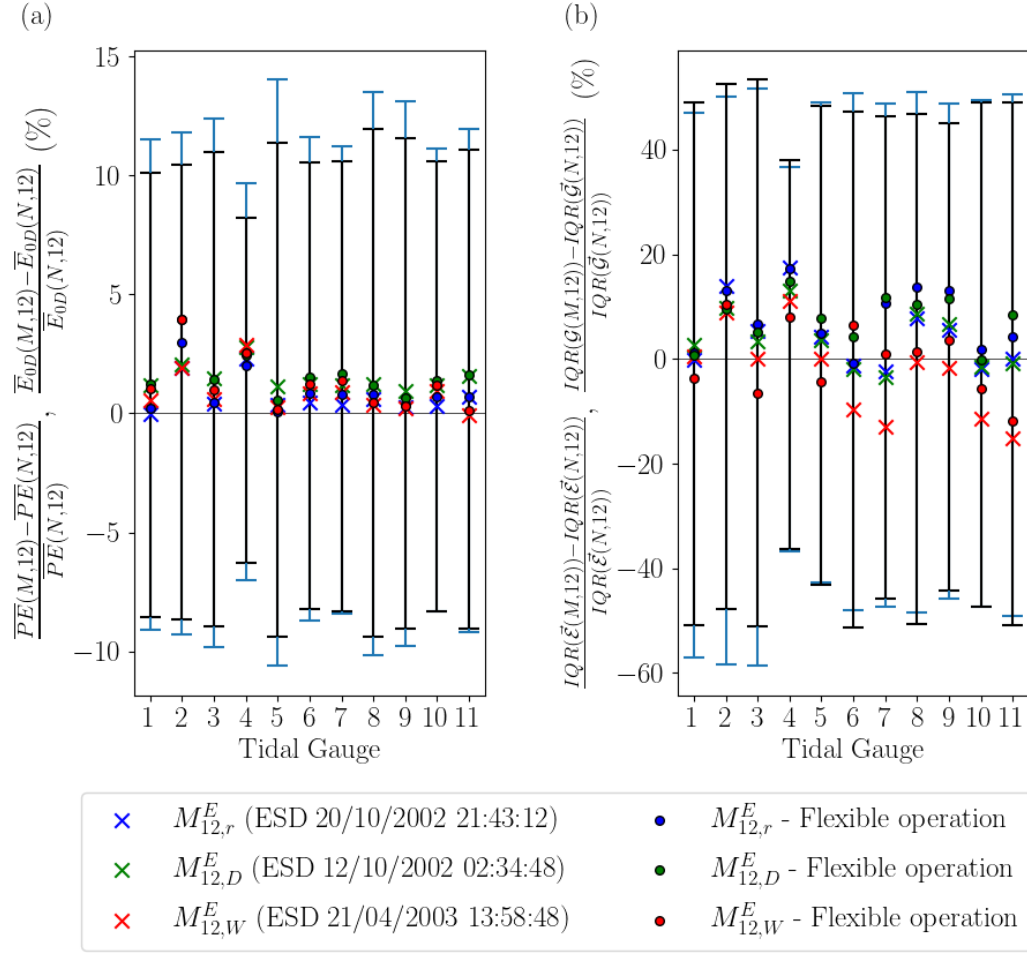 (a)
(b)
\frac{\overline{PE}(M,12)-\overline{PE}(N,12)}{\overline{PE}(N,12)} , \frac{\overline{E}_{0D}(M,12)-\overline{E}_{0D}(N,12)}{\overline{E}_{0D}(N,12)} (%)
15
10
5
0
−5
−10
1 2 3 4 5 6 7 8 9 10 11
Tidal Gauge
\frac{IQR(\vec{\mathcal{E}}(M,12))-IQR(\vec{\mathcal{E}}(N,12))}{IQR(\vec{\mathcal{E}}(N,12))} , \frac{IQR(\vec{\mathcal{G}}(M,12))-IQR(\vec{\mathcal{G}}(N,12))}{IQR(\vec{\mathcal{G}}(N,12))} (%)
40
20
0
−20
−40
−60
1 2 3 4 5 6 7 8 9 10 11
Tidal Gauge
M_{12,r}^{E} (ESD 20/10/2002 21:43:12)
M_{12,D}^{E} (ESD 12/10/2002 02:34:48)
M_{12,W}^{E} (ESD 21/04/2003 13:58:48)
M_{12,r}^{E} - Flexible operation
M_{12,D}^{E} - Flexible operation
M_{12,W}^{E} - Flexible operation